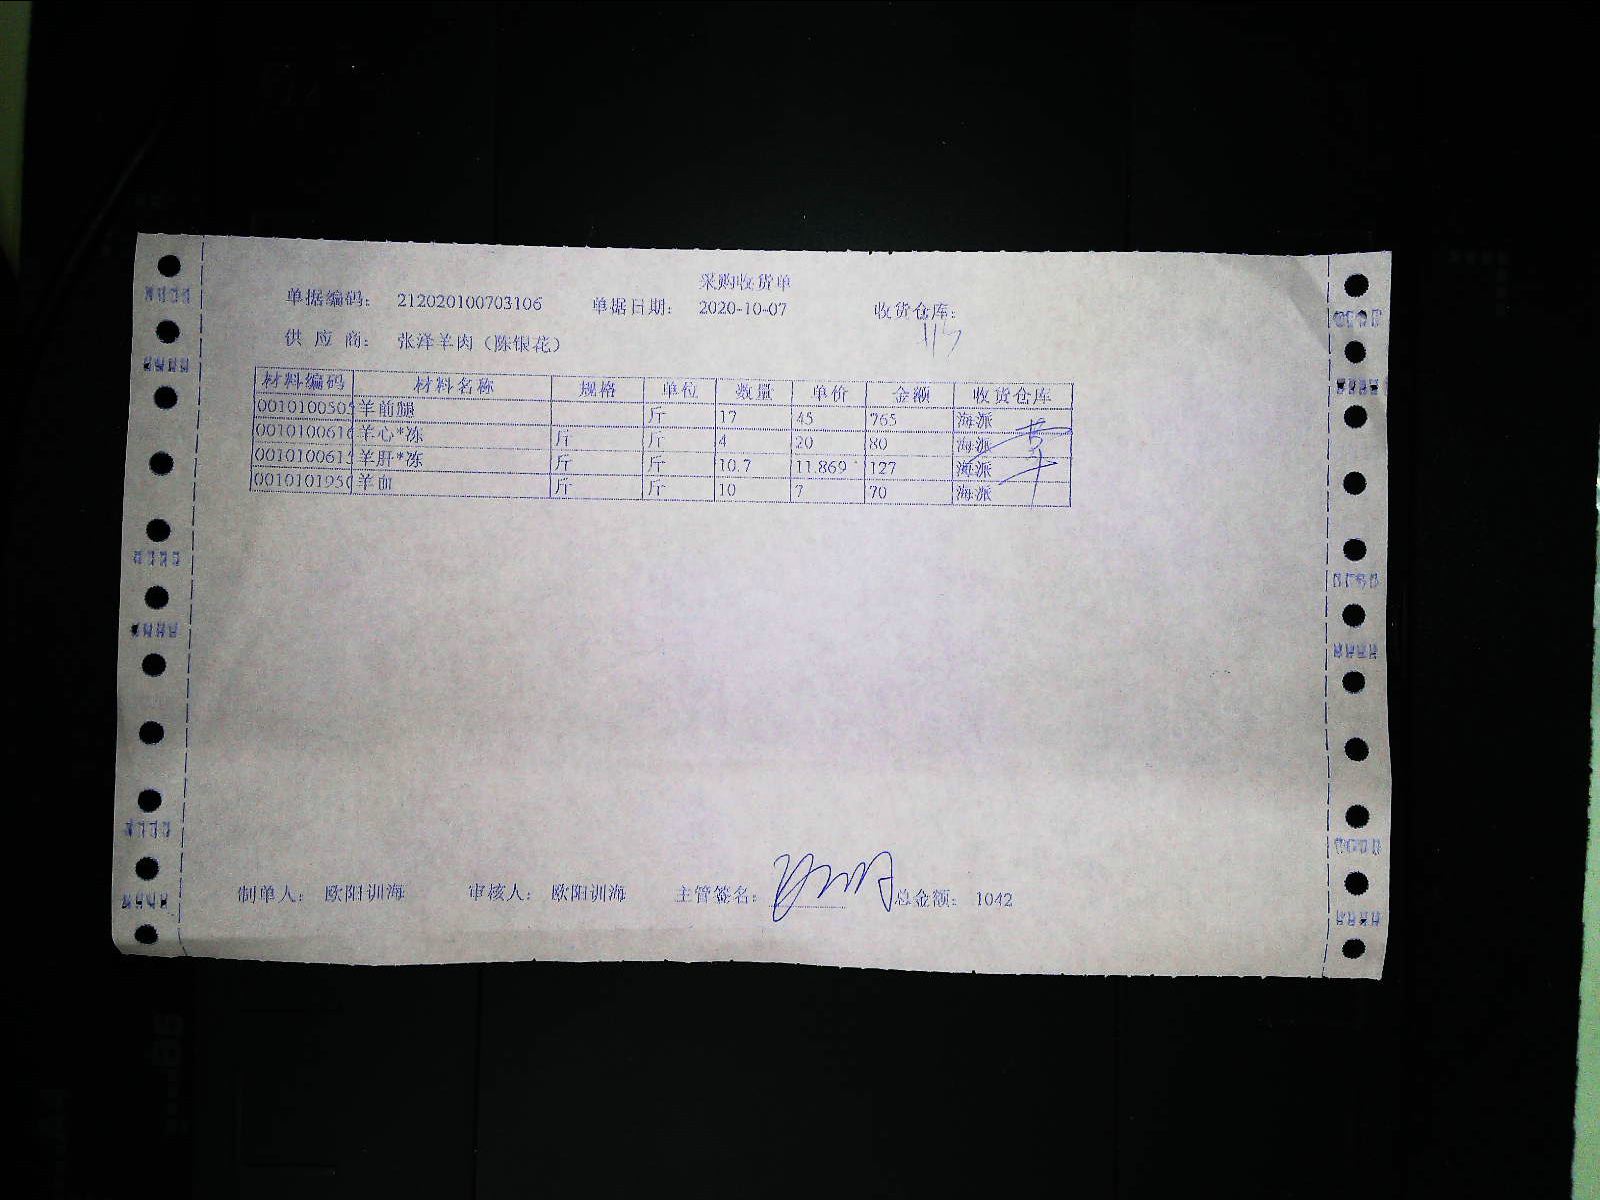 采购收货单
单据编码: 212020100703106 单据日期: 2020-10-07 收货仓库:
供应商: 张泽羊肉(陈银花)
材料编码 材料名称 规格 单位 数量 单价 金额 收货仓库
0010100505 羊前腿 斤 17 45 765 海派
0010100616 羊心*冻 斤 斤 4 20 80 海派
0010100615 羊肝*冻 斤 斤 10.7 11.869 127 海派
0010101950 羊血 斤 斤 10 7 70 海派
制单人: 欧阳训海 审核人: 欧阳训海 主管签名: 总金额: 1042